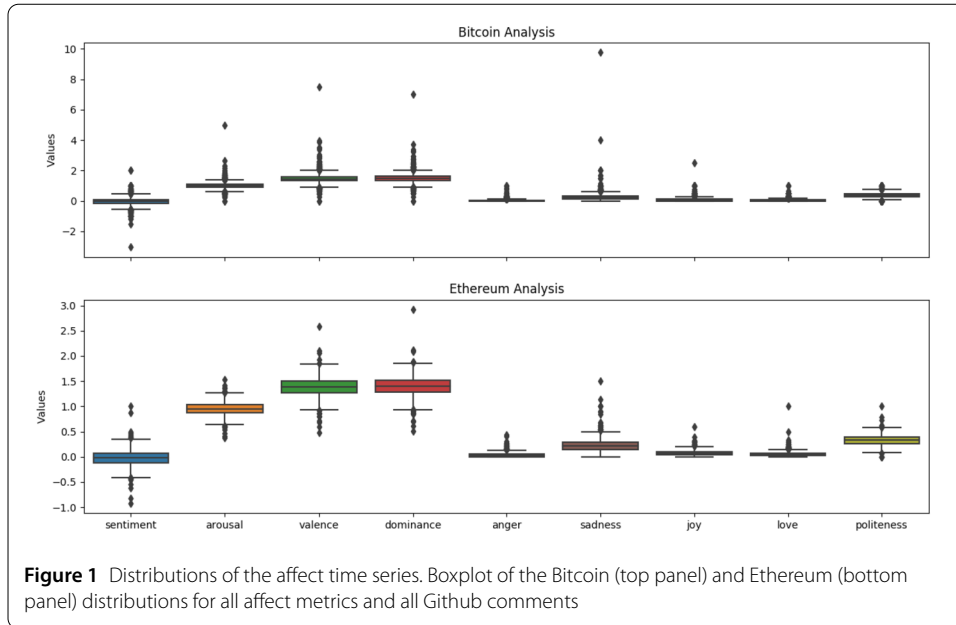 Bitcoin Analysis
10
8
6
4
2
0
−2
Values
Ethereum Analysis
3.0
2.5
2.0
1.5
1.0
0.5
0.0
−0.5
−1.0
Values
sentiment arousal valence dominance anger sadness joy love politeness
Figure 1 Distributions of the affect time series. Boxplot of the Bitcoin (top panel) and Ethereum (bottom
panel) distributions for all affect metrics and all Github comments